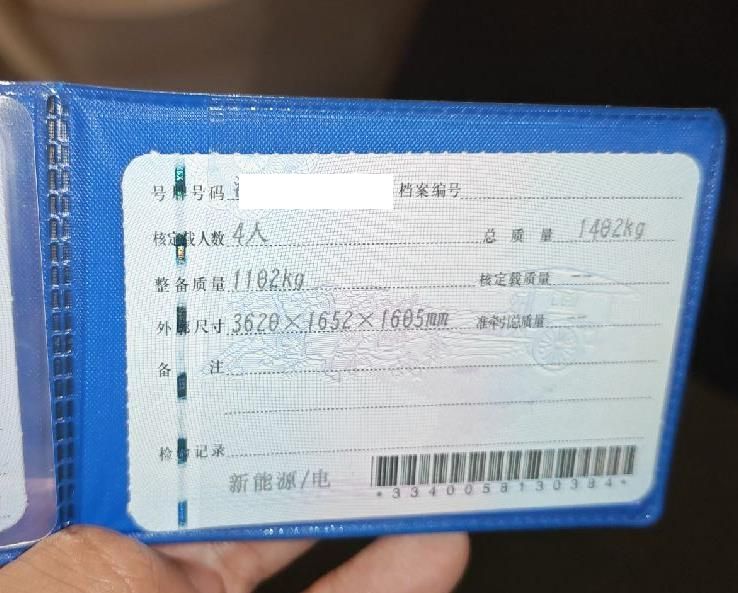 号牌号码 档案编号
核定载人数 4人 总质量 1402kg
整备质量 1102kg 核定载质量 --
外廓尺寸 3620×1652×1605mm 准牵引总质量 --
备注
检验记录
新能源/电
*3340058130384*